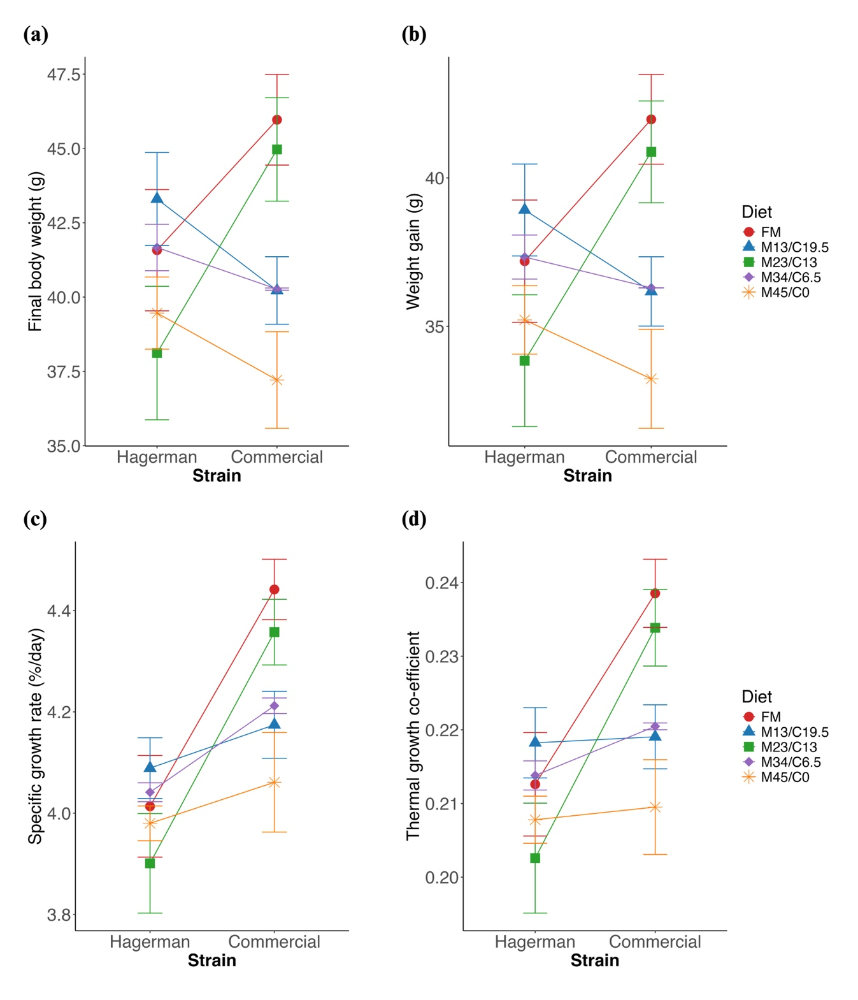 (a)
Final body weight (g)
47.5
45.0
42.5
40.0
37.5
35.0
Hagerman Commercial
Strain
(b)
Weight gain (g)
40
35
Hagerman Commercial
Strain
Diet
FM
M13/C19.5
M23/C13
M34/C6.5
M45/C0
(c)
Specific growth rate (%/day)
4.4
4.2
4.0
3.8
Hagerman Commercial
Strain
(d)
Thermal growth co-efficient
0.24
0.23
0.22
0.21
0.20
Hagerman Commercial
Strain
Diet
FM
M13/C19.5
M23/C13
M34/C6.5
M45/C0